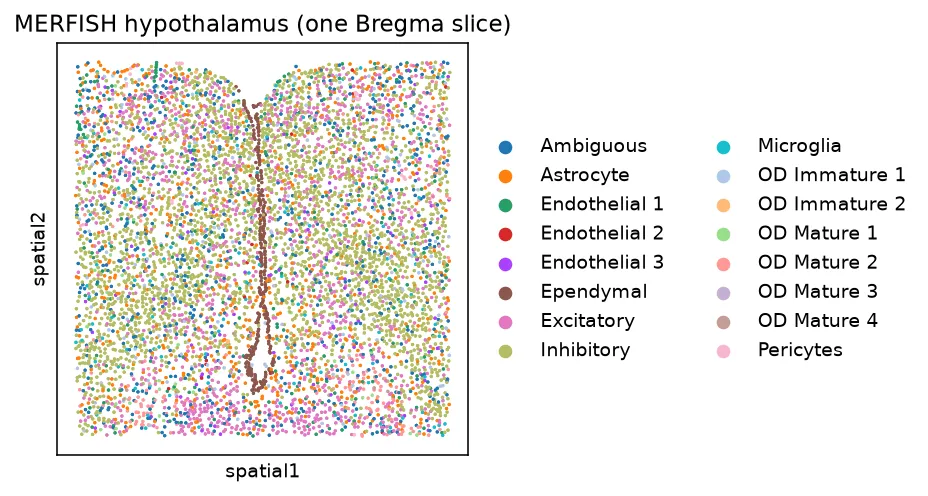 MERFISH hypothalamus (one Bregma slice)
spatial2
spatial1
Ambiguous
Astrocyte
Endothelial 1
Endothelial 2
Endothelial 3
Ependymal
Excitatory
Inhibitory
Microglia
OD Immature 1
OD Immature 2
OD Mature 1
OD Mature 2
OD Mature 3
OD Mature 4
Pericytes